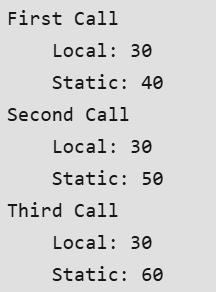 First Call
    Local: 30
    Static: 40
Second Call
    Local: 30
    Static: 50
Third Call
    Local: 30
    Static: 60